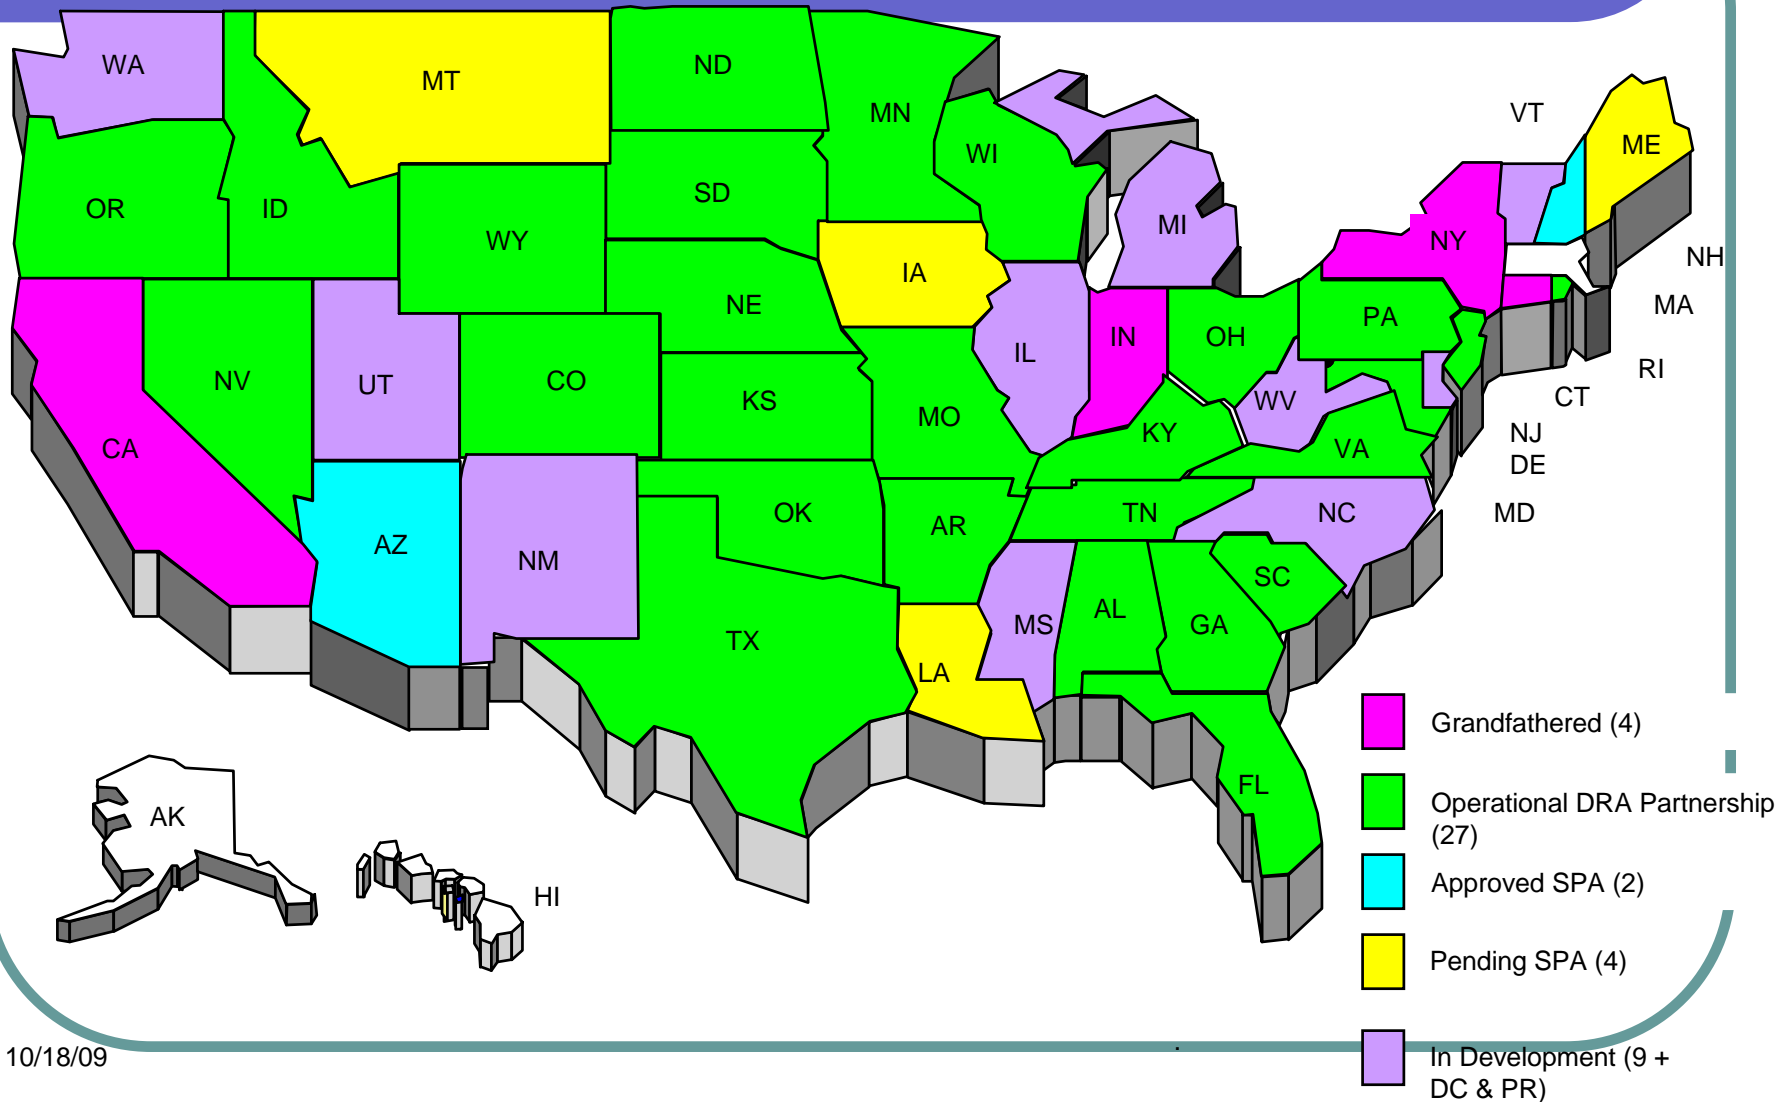 WA
MT
ND
MN
VT
ME
WI
OR
ID
SD
WY
MI
NY
NH
IA
NE
MA
PA
IN
OH
IL
RI
NV
UT
CO
KS
MO
WV
CT
CA
KY
VA
NJ
DE
OK
AR
TN
NC
MD
AZ
NM
SC
AL
MS
GA
TX
LA
Grandfathered (4)
FL
Operational DRA Partnership
(27)
AK
HI
Approved SPA (2)
Pending SPA (4)
10/18/09
.
In Development (9 +
DC & PR)